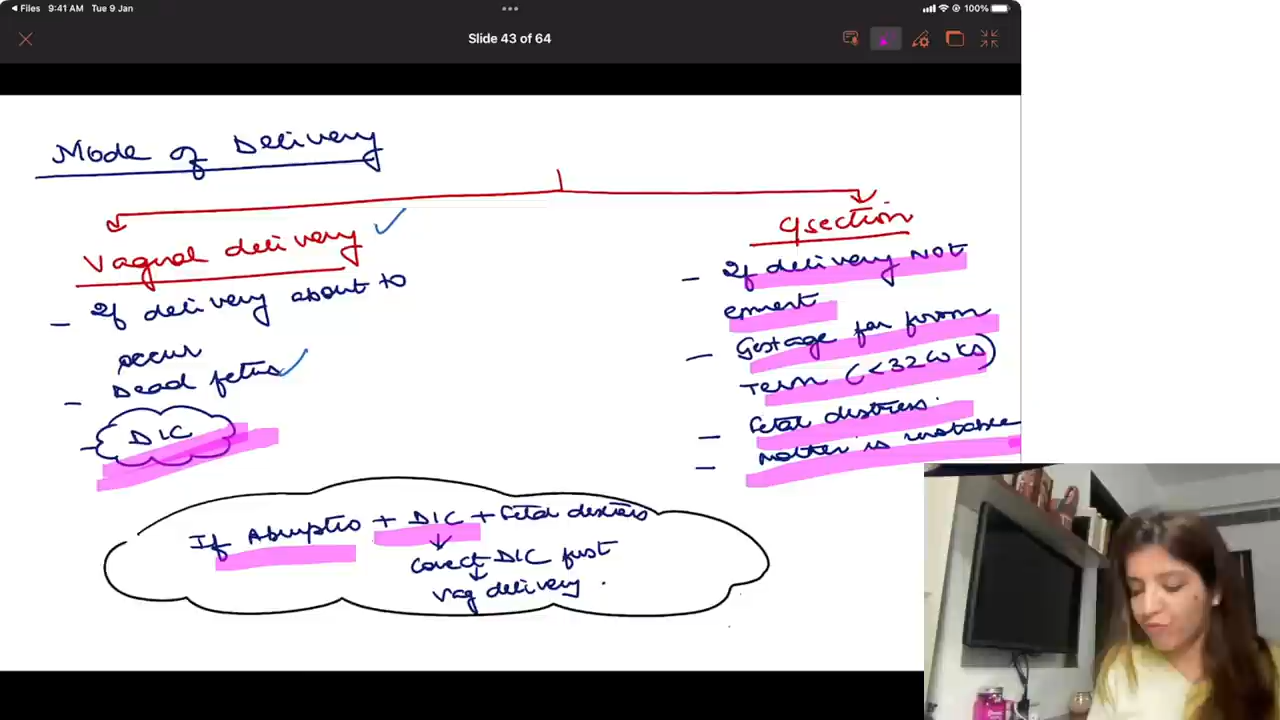 Files 9:41 AM Tue 9 Jan
100%
Slide 43 of 64
Mode of Delivery
Vaginal delivery
- If delivery about to
occur
- Dead fetus
- DIC
C/section
- If delivery NOT
eminent
- Gestage far from
Term (<32 wks)
- Fetal distress.
- Mother is unstable
If Abruptio + DIC + Fetal distress
Correct DIC first
Vag delivery.